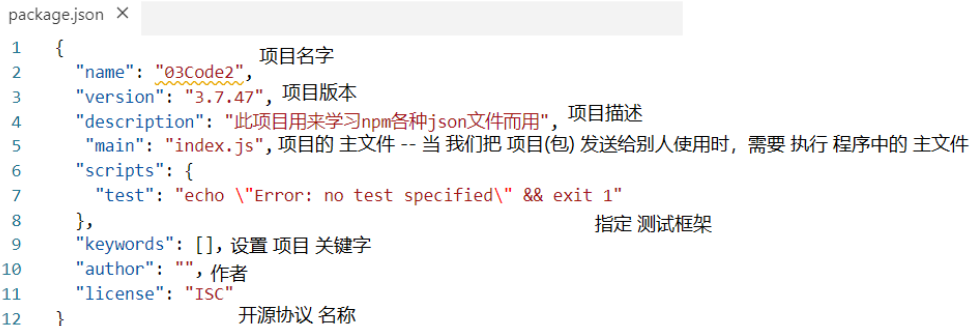 package.json ×
1 {
项目名字
2 "name": "03Code2",
3 "version": "3.7.47", 项目版本
项目描述
4 "description": "此项目用来学习npm各种json文件而用",
5 "main": "index.js", 项目的 主文件 -- 当 我们把 项目(包) 发送给别人使用时，需要 执行 程序中的 主文件
6 "scripts": {
7 "test": "echo \"Error: no test specified\" && exit 1"
8 },
指定 测试框架
9 "keywords": [], 设置 项目 关键字
10 "author": "", 作者
11 "license": "ISC"
开源协议 名称
12 }